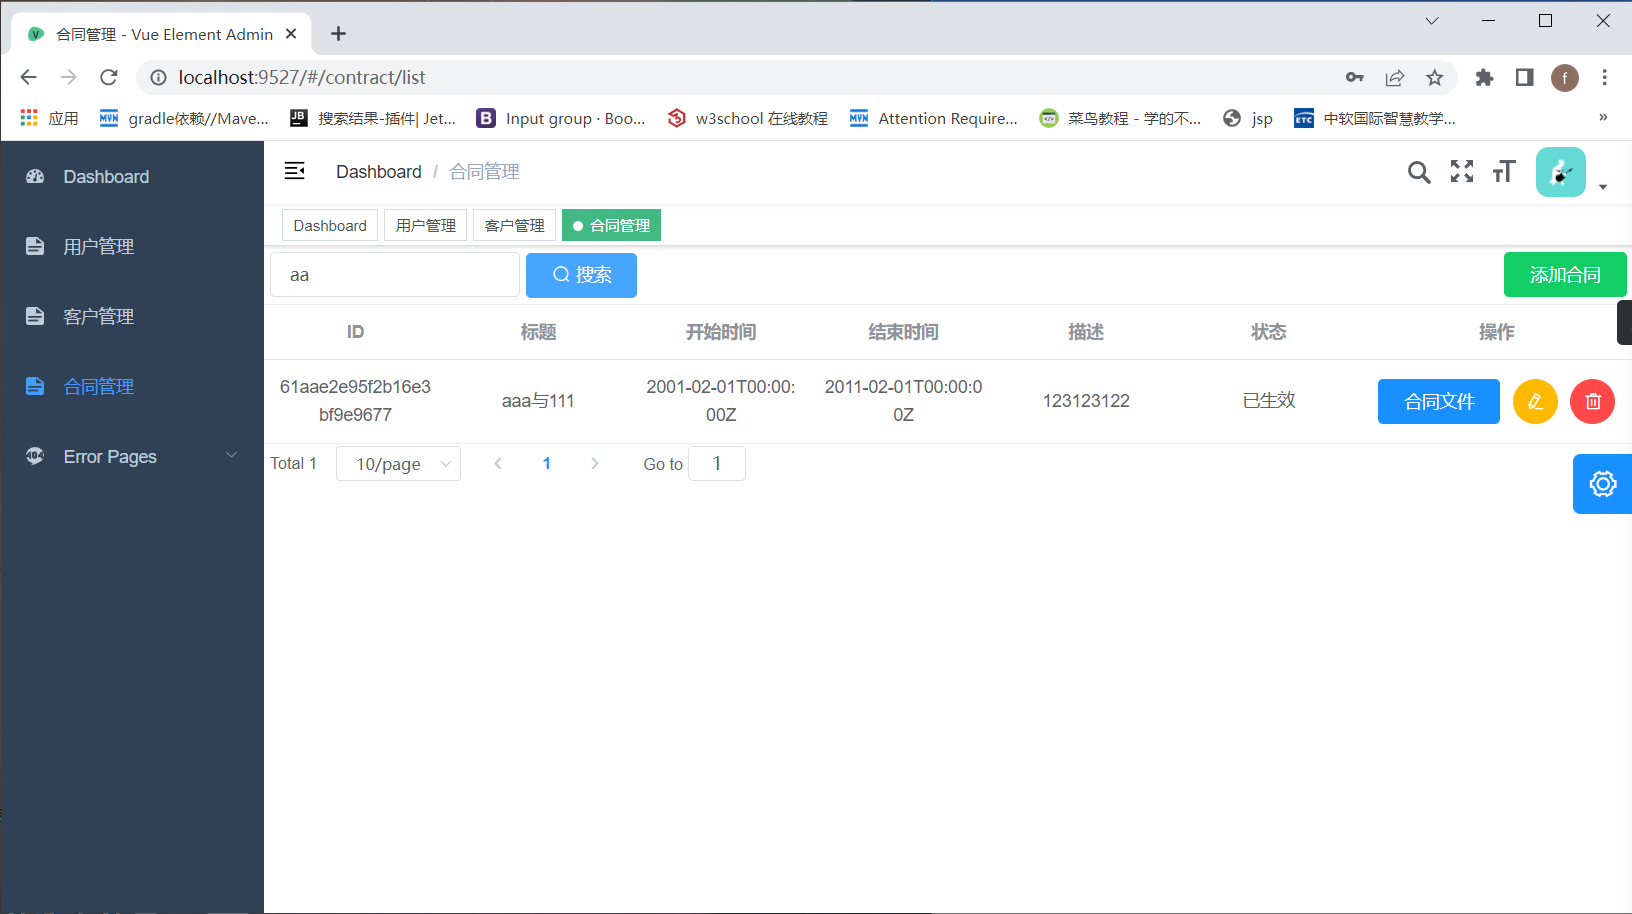 合同管理 - Vue Element Admin
localhost:9527/#/contract/list
f
应用
gradle依赖//Mave...
搜索结果-插件| Jet...
Input group · Boo...
w3school 在线教程
Attention Require...
菜鸟教程 - 学的不...
jsp
中软国际智慧教学...
»
Dashboard
用户管理
客户管理
合同管理
Error Pages
Dashboard / 合同管理
Dashboard
用户管理
客户管理
合同管理
aa
搜索
添加合同
ID 标题 开始时间 结束时间 描述 状态 操作
61aae2e95f2b16e3bf9e9677 aaa与111 2001-02-01T00:00:00Z 2011-02-01T00:00:00Z 123123122 已生效 合同文件
Total 1 10/page 1 Go to 1